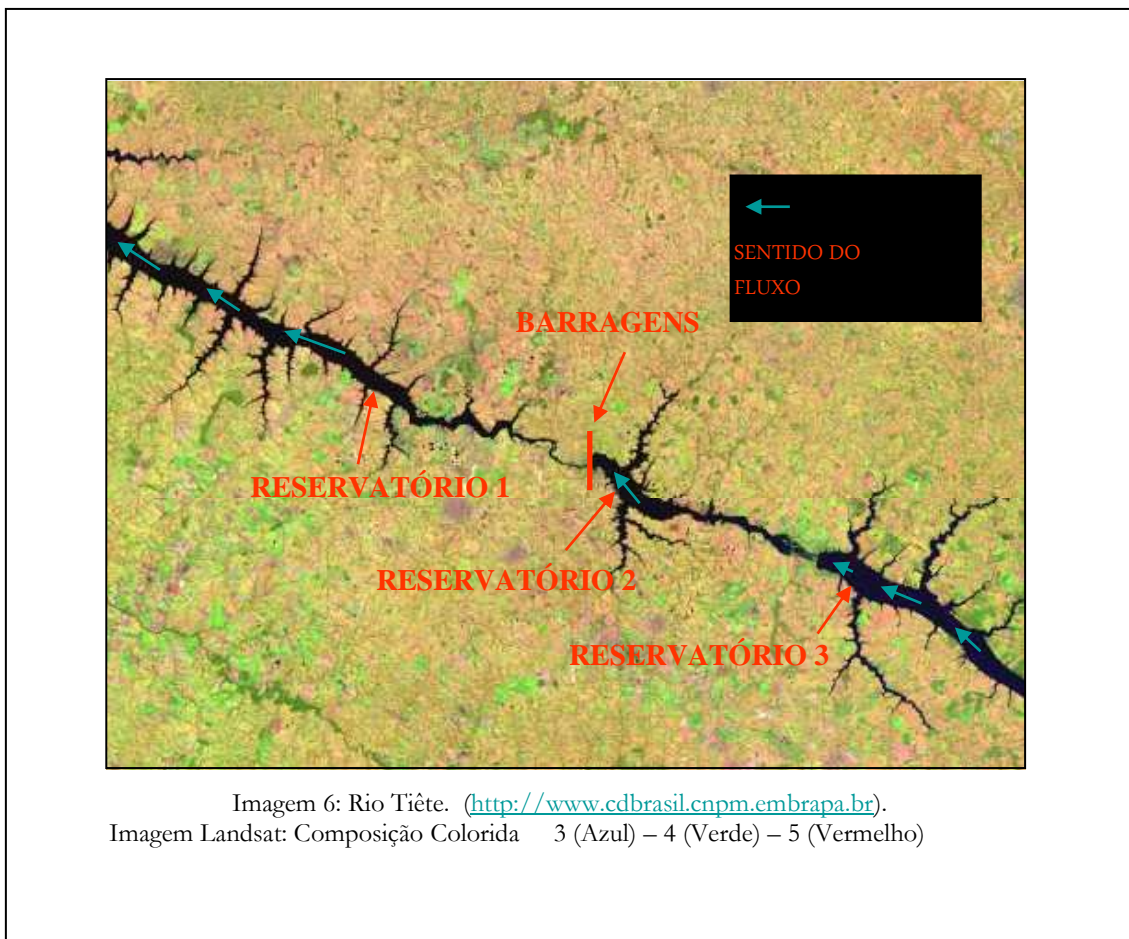 SENTIDO DO
FLUXO
BARRAGENS
RESERVATÓRIO 1
RESERVATÓRIO 2
RESERVATÓRIO 3
Imagem 6: Rio Tiête. (http://www.cdbrasil.cnpm.embrapa.br).
Imagem Landsat: Composição Colorida 3 (Azul) – 4 (Verde) – 5 (Vermelho)